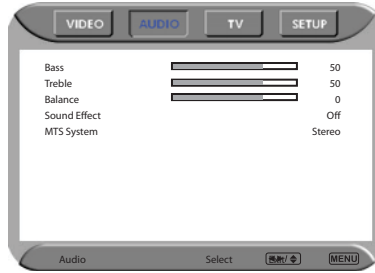 VIDEO AUDIO TV SETUP
Bass 50
Treble 50
Balance 0
Sound Effect Off
MTS System Stereo
Audio Select / MENU